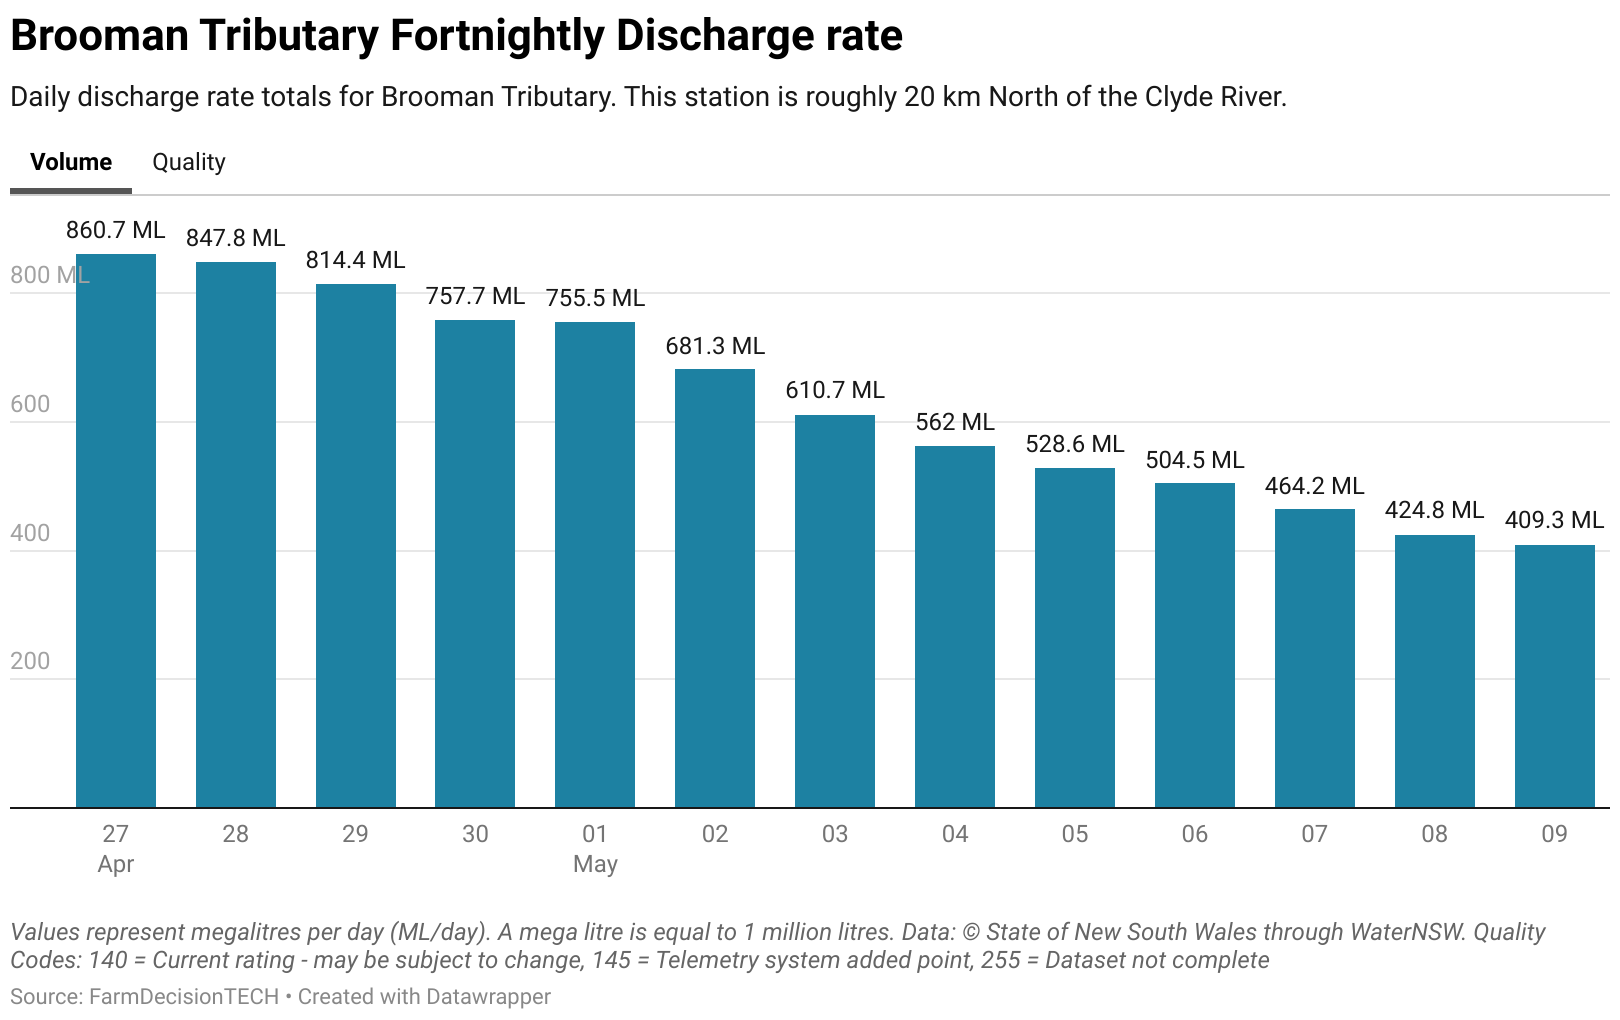 Brooman Tributary Fortnightly Discharge rate
Daily discharge rate totals for Brooman Tributary. This station is roughly 20 km North of the Clyde River.
Volume Quality
860.7 ML 847.8 ML 814.4 ML 757.7 ML 755.5 ML 681.3 ML 610.7 ML 562 ML 528.6 ML 504.5 ML 464.2 ML 424.8 ML 409.3 ML
800 ML
600
400
200
27 28 29 30 01 02 03 04 05 06 07 08 09
Apr May
Values represent megalitres per day (ML/day). A mega litre is equal to 1 million litres. Data: © State of New South Wales through WaterNSW. Quality
Codes: 140 = Current rating - may be subject to change, 145 = Telemetry system added point, 255 = Dataset not complete
Source: FarmDecisionTECH • Created with Datawrapper